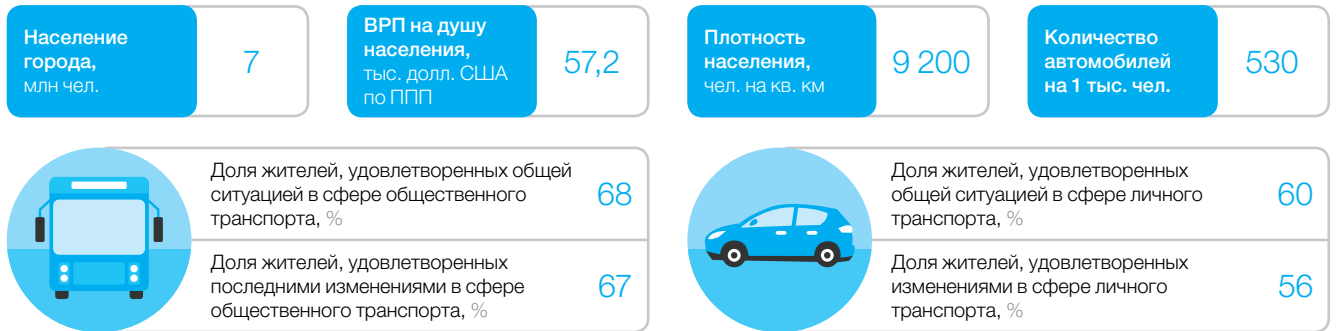 Население
города,
млн чел.
7
ВРП на душу
населения,
тыс. долл. США
по ППП
57,2
Плотность
населения,
чел. на кв. км
9 200
Количество
автомобилей
на 1 тыс. чел.
530
Доля жителей, удовлетворенных общей
ситуацией в сфере общественного
транспорта, %
68
Доля жителей, удовлетворенных
последними изменениями в сфере
общественного транспорта, %
67
Доля жителей, удовлетворенных
общей ситуацией в сфере личного
транспорта, %
60
Доля жителей, удовлетворенных
изменениями в сфере личного
транспорта, %
56